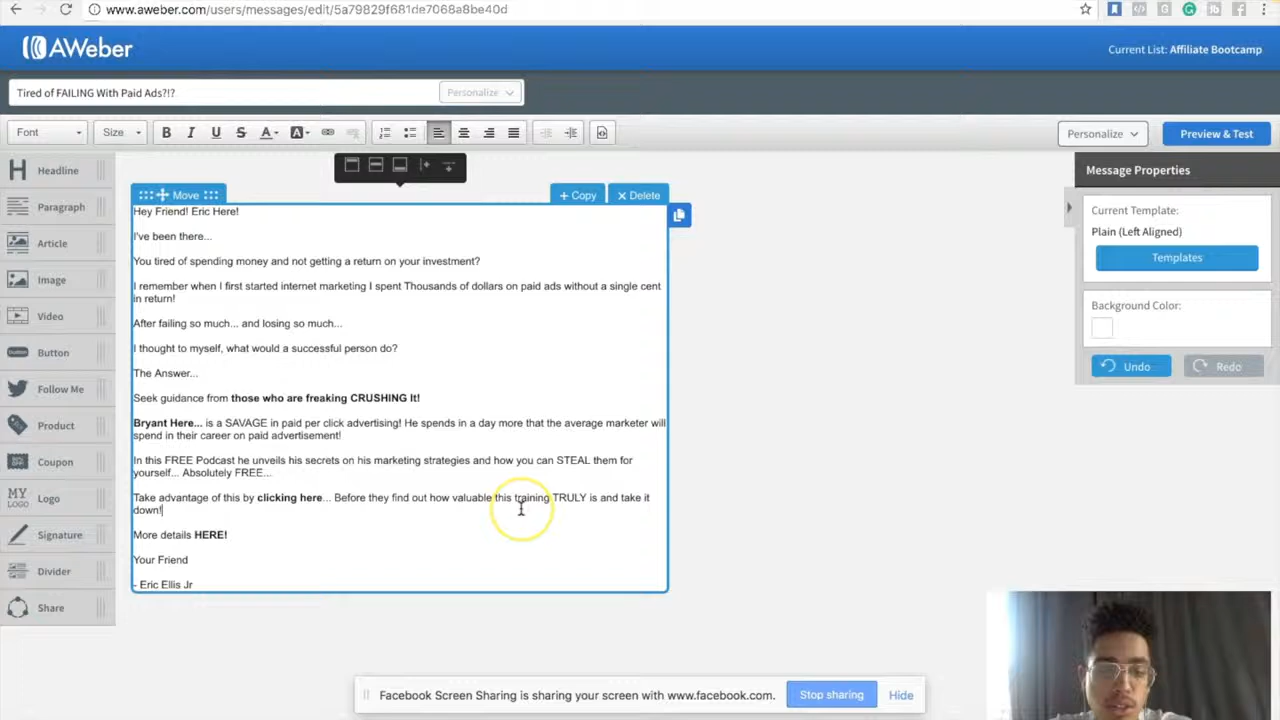 www.aweber.com/users/messages/edit/5a79829f681de7068a8be40d
AWeber
Current List: Affiliate Bootcamp
Tired of FAILING With Paid Ads?!?
Personalize
Font
Size
B I U S A A
Personalize
Preview & Test
Headline
Paragraph
Article
Image
Video
Button
Follow Me
Product
Coupon
MY LOGO Logo
Signature
Divider
Share
Move
+ Copy
× Delete
Hey Friend! Eric Here!
I've been there...
You tired of spending money and not getting a return on your investment?
I remember when I first started internet marketing I spent Thousands of dollars on paid ads without a single cent
in return!
After failing so much... and losing so much...
I thought to myself, what would a successful person do?
The Answer...
Seek guidance from those who are freaking CRUSHING It!
Bryant Here... is a SAVAGE in paid per click advertising! He spends in a day more that the average marketer will
spend in their career on paid advertisement!
In this FREE Podcast he unveils his secrets on his marketing strategies and how you can STEAL them for
yourself... Absolutely FREE...
Take advantage of this by clicking here... Before they find out how valuable this training TRULY is and take it
down!
More details HERE!
Your Friend
- Eric Ellis Jr
Message Properties
Current Template:
Plain (Left Aligned)
Templates
Background Color:
Undo
Redo
Facebook Screen Sharing is sharing your screen with www.facebook.com.
Stop sharing
Hide